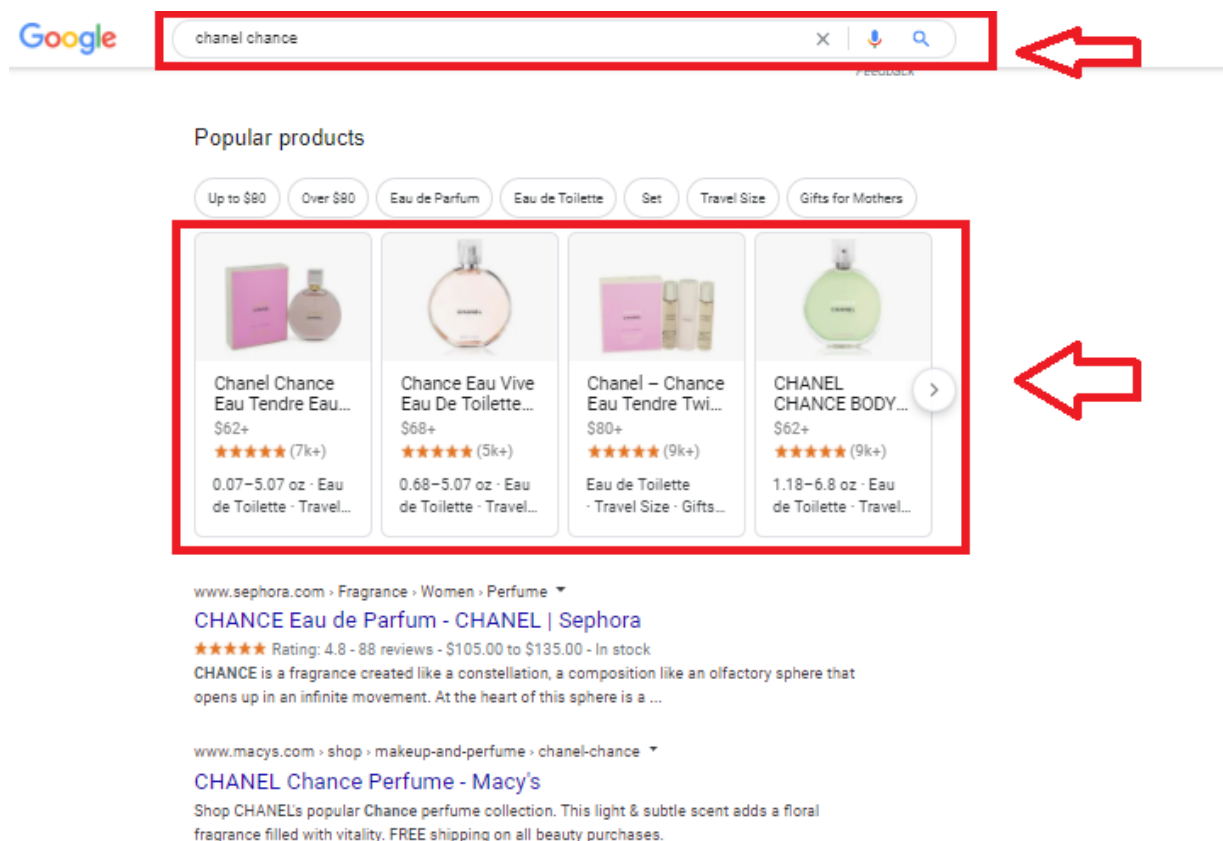 Google
chanel chance
Feedback
Popular products
Up to $80 Over $80 Eau de Parfum Eau de Toilette Set Travel Size Gifts for Mothers
Chanel Chance
Eau Tendre Eau...
$62+
(7k+)
0.07–5.07 oz · Eau
de Toilette · Travel...
Chance Eau Vive
Eau De Toilette...
$68+
(5k+)
0.68–5.07 oz · Eau
de Toilette · Travel...
Chanel – Chance
Eau Tendre Twi...
$80+
(9k+)
Eau de Toilette
· Travel Size · Gifts...
CHANEL
CHANCE BODY...
$62+
(9k+)
1.18–6.8 oz · Eau
de Toilette · Travel...
www.sephora.com › Fragrance › Women › Perfume
CHANCE Eau de Parfum - CHANEL | Sephora
Rating: 4.8 - 88 reviews - $105.00 to $135.00 - In stock
CHANCE is a fragrance created like a constellation, a composition like an olfactory sphere that
opens up in an infinite movement. At the heart of this sphere is a ...
www.macys.com › shop › makeup-and-perfume › chanel-chance
CHANEL Chance Perfume - Macy's
Shop CHANEL's popular Chance perfume collection. This light & subtle scent adds a floral
fragrance filled with vitality. FREE shipping on all beauty purchases.